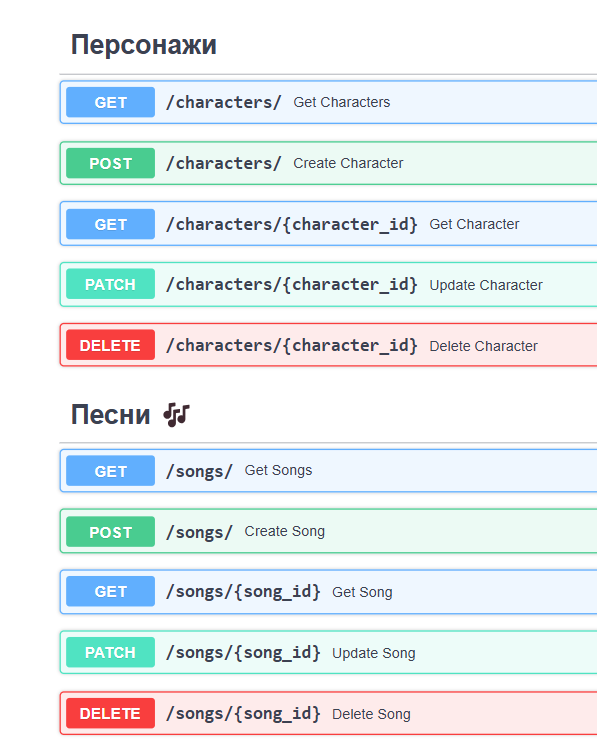 Персонажи
GET /characters/ Get Characters
POST /characters/ Create Character
GET /characters/{character_id} Get Character
PATCH /characters/{character_id} Update Character
DELETE /characters/{character_id} Delete Character
Песни 🎶
GET /songs/ Get Songs
POST /songs/ Create Song
GET /songs/{song_id} Get Song
PATCH /songs/{song_id} Update Song
DELETE /songs/{song_id} Delete Song